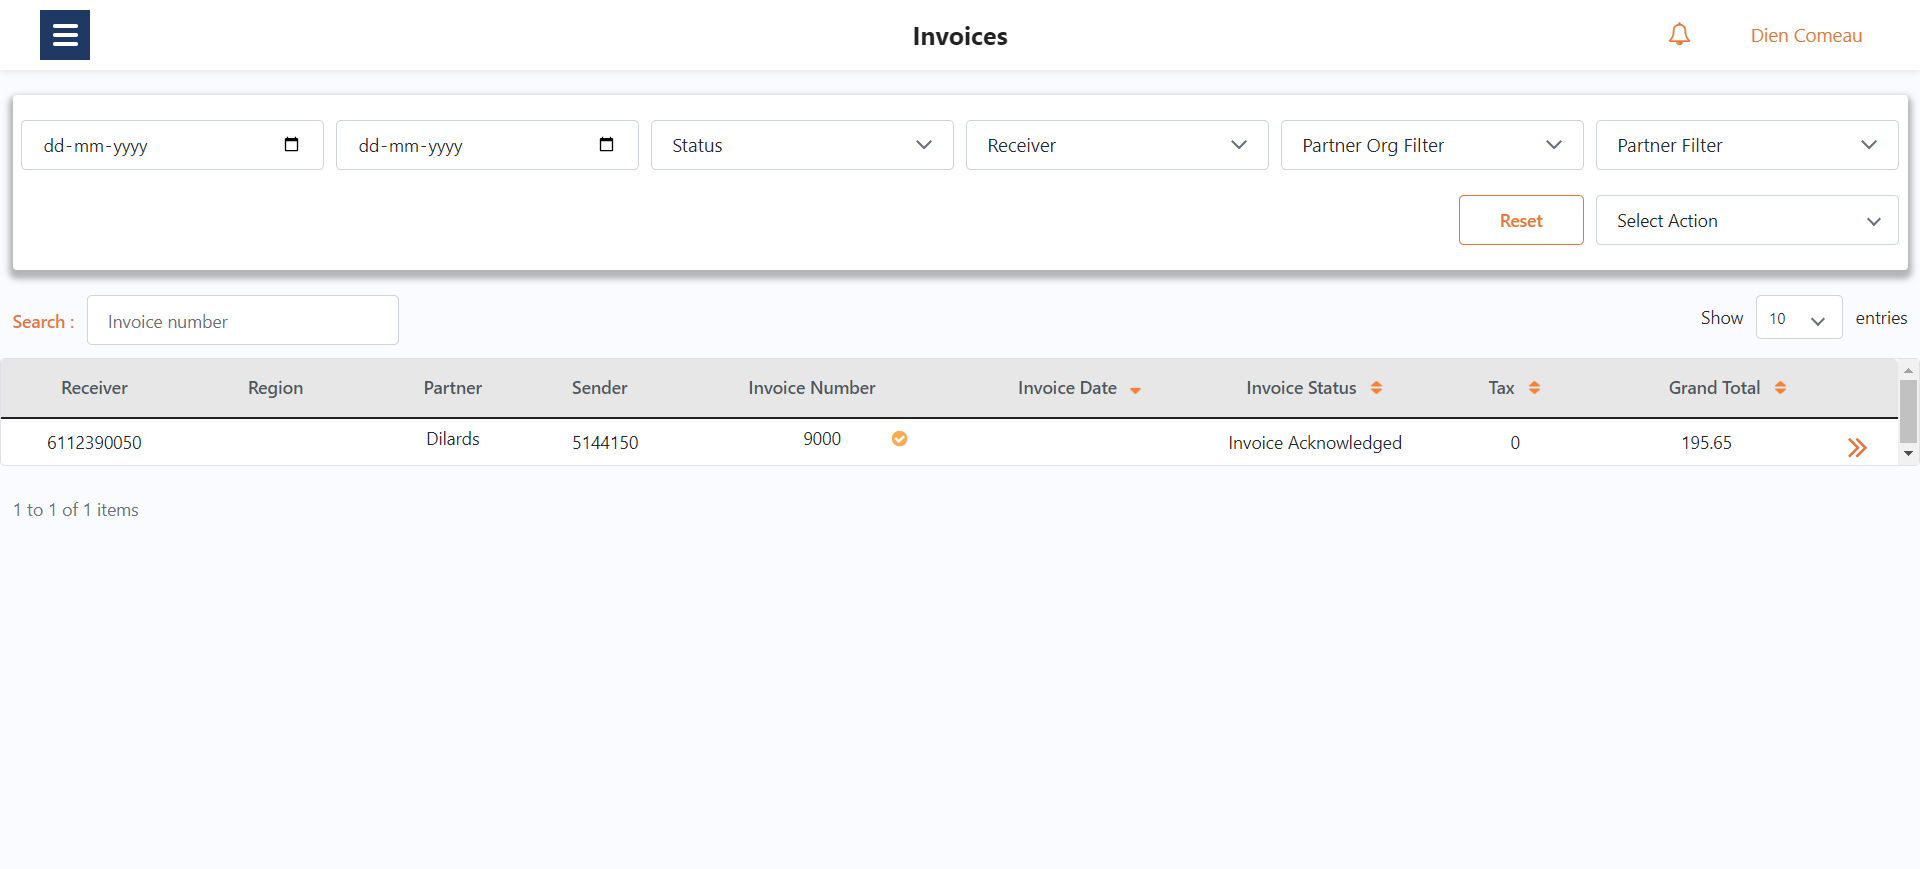 Invoices
Dien Comeau
dd-mm-yyyy dd-mm-yyyy Status Receiver Partner Org Filter Partner Filter
Reset Select Action
Search : Invoice number Show 10 entries
Receiver Region Partner Sender Invoice Number Invoice Date Invoice Status Tax Grand Total
6112390050 Dilards 5144150 9000 Invoice Acknowledged 0 195.65
1 to 1 of 1 items